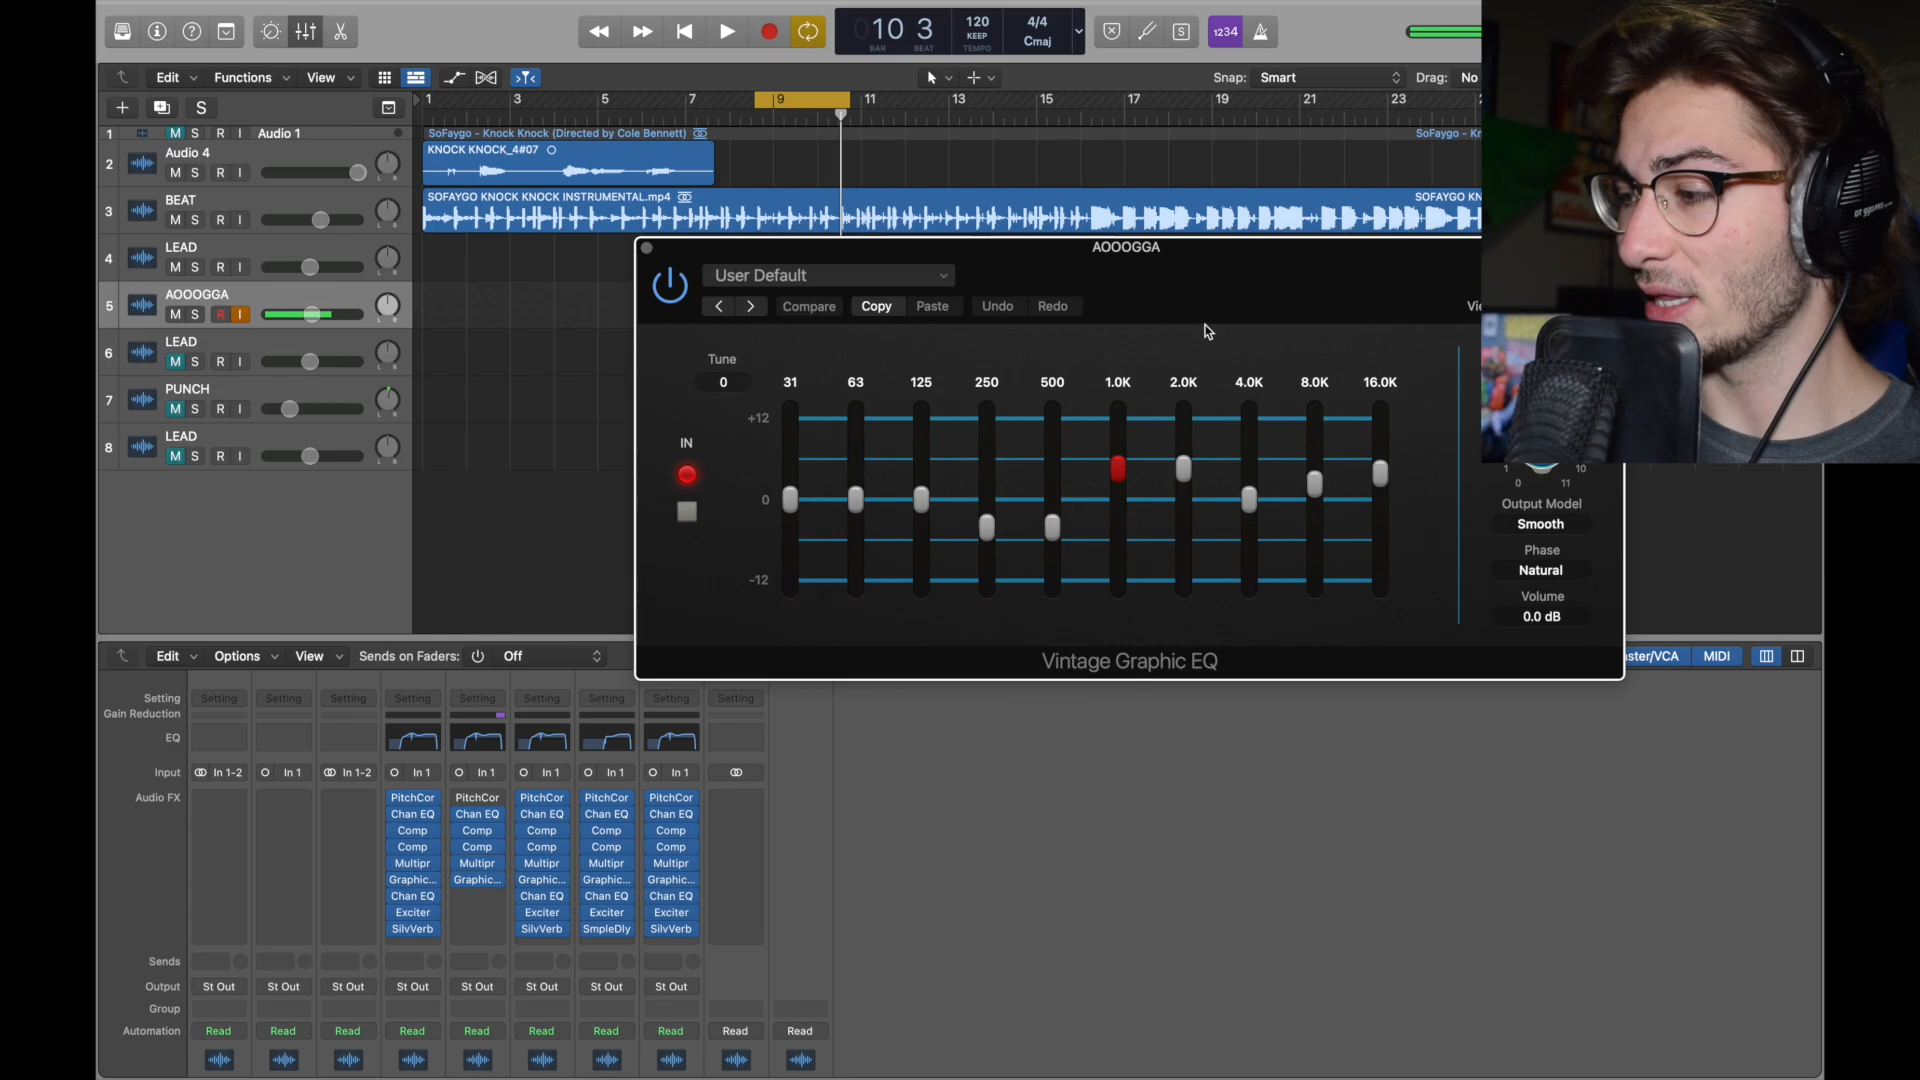 10 3
BAR
BEAT
120
KEEP
TEMPO
4/4
Cmaj
S
1234
Edit
Functions
View
Snap:
Smart
Drag:
No
S
1
3
5
7
9
11
13
15
17
19
21
23
1
M S R I
Audio 1
SoFaygo - Knock Knock (Directed by Cole Bennett)
2
Audio 4
M S R I
L R
KNOCK KNOCK_4#07
3
BEAT
M S R I
L R
SOFAYGO KNOCK KNOCK INSTRUMENTAL.mp4
SOFAYGO KN
4
LEAD
M S R I
L R
5
AOOOGGA
M S R I
L R
6
LEAD
M S R I
L R
7
PUNCH
M S R I
L R
8
LEAD
M S R I
L R
AOOOGGA
User Default
Compare
Copy
Paste
Undo
Redo
Tune
0
31
63
125
250
500
1.0K
2.0K
4.0K
8.0K
16.0K
+12
0
-12
IN
1
10
0
11
Output Model
Smooth
Phase
Natural
Volume
0.0 dB
Vintage Graphic EQ
DT 990 PRO
Edit
Options
View
Sends on Faders:
Off
ster/VCA
MIDI
Setting Setting Setting Setting Setting Setting Setting Setting Setting Setting
Gain Reduction
EQ
Input In 1-2 In 1 In 1-2 In 1 In 1 In 1 In 1 In 1
Audio FX PitchCor PitchCor PitchCor PitchCor PitchCor
Chan EQ Chan EQ Chan EQ Chan EQ Chan EQ
Comp Comp Comp Comp Comp
Comp Comp Comp Comp Comp
Multipr Multipr Multipr Multipr Multipr
Graphic... Graphic... Graphic... Graphic... Graphic...
Chan EQ Chan EQ Chan EQ Chan EQ
Exciter Exciter Exciter Exciter
SilvVerb SilvVerb SmpleDly SilvVerb
Sends
Output St Out St Out St Out St Out St Out St Out St Out St Out
Group
Automation Read Read Read Read Read Read Read Read Read Read